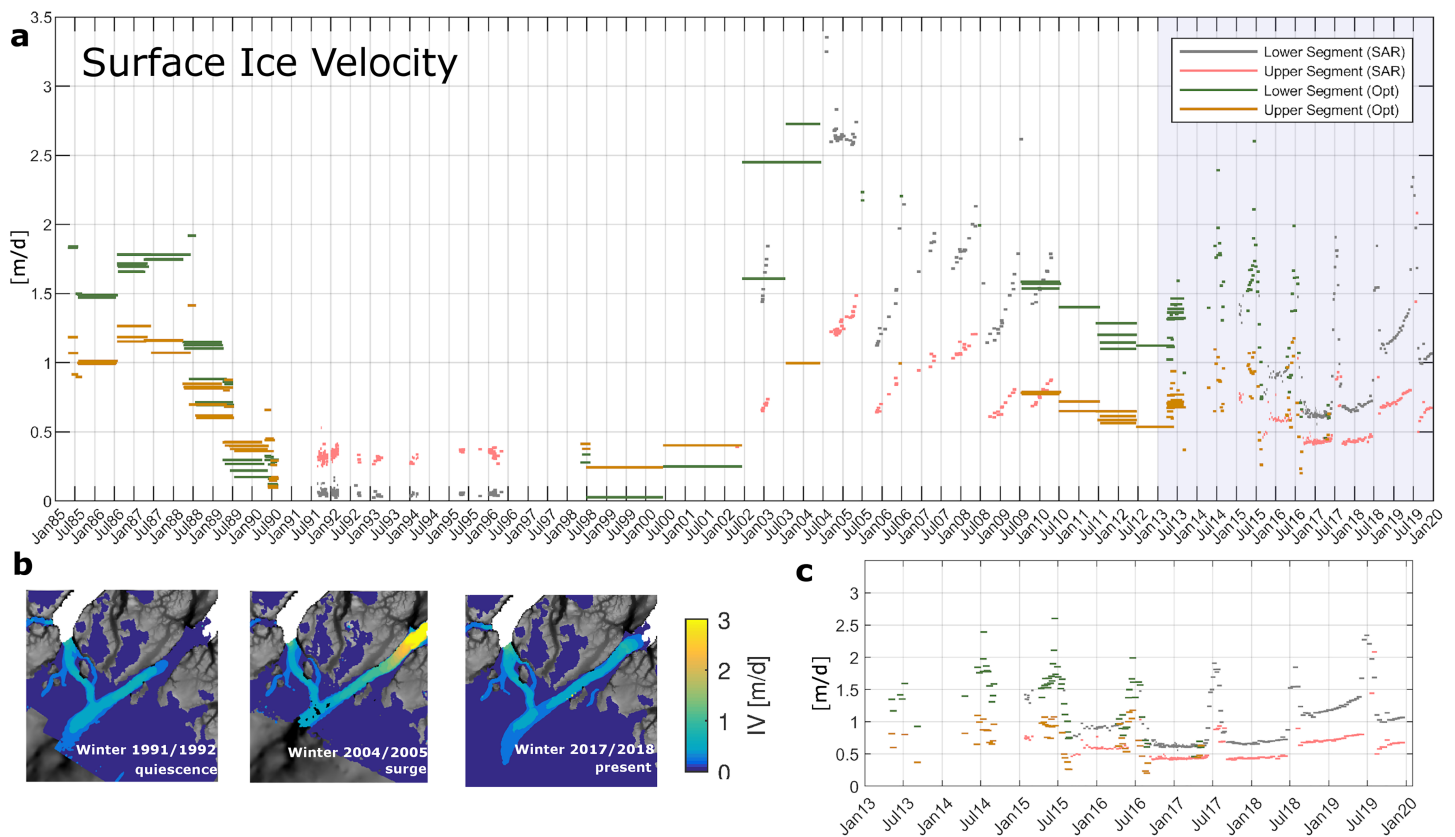 a
Surface Ice Velocity
Lower Segment (SAR)
Upper Segment (SAR)
Lower Segment (Opt)
Upper Segment (Opt)
[m/d]
3.5
3
2.5
2
1.5
1
0.5
0
Jan85
Jul85
Jan86
Jul86
Jan87
Jul87
Jan88
Jul88
Jan89
Jul89
Jan90
Jul90
Jan91
Jul91
Jan92
Jul92
Jan93
Jul93
Jan94
Jul94
Jan95
Jul95
Jan96
Jul96
Jan97
Jul97
Jan98
Jul98
Jan99
Jul99
Jan00
Jul00
Jan01
Jul01
Jan02
Jul02
Jan03
Jul03
Jan04
Jul04
Jan05
Jul05
Jan06
Jul06
Jan07
Jul07
Jan08
Jul08
Jan09
Jul09
Jan10
Jul10
Jan11
Jul11
Jan12
Jul12
Jan13
Jul13
Jan14
Jul14
Jan15
Jul15
Jan16
Jul16
Jan17
Jul17
Jan18
Jul18
Jan19
Jul19
Jan20
b
Winter 1991/1992
quiescence
Winter 2004/2005
surge
Winter 2017/2018
present
3
2
1
0
IV [m/d]
c
[m/d]
3
2.5
2
1.5
1
0.5
0
Jan13
Jul13
Jan14
Jul14
Jan15
Jul15
Jan16
Jul16
Jan17
Jul17
Jan18
Jul18
Jan19
Jul19
Jan20